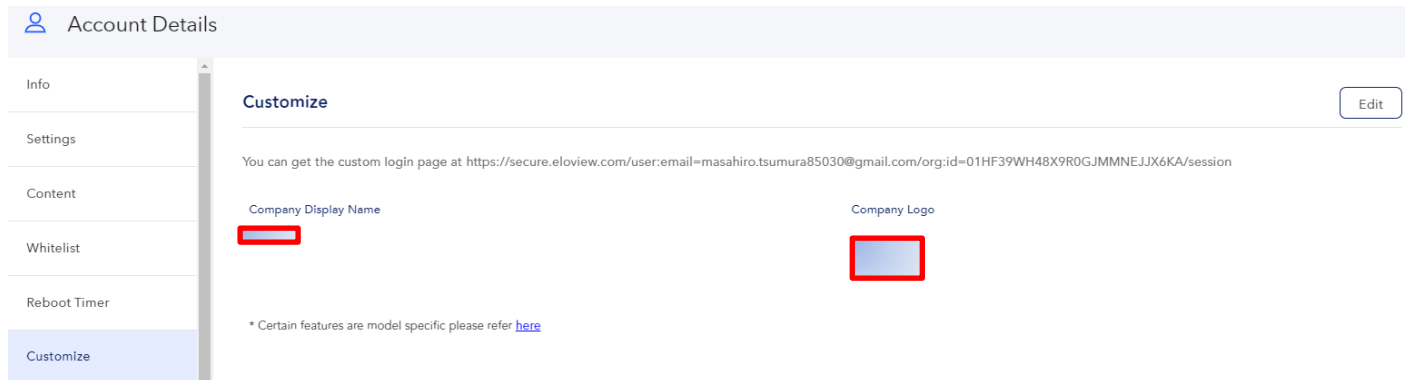 Account Details
Info
Settings
Content
Whitelist
Reboot Timer
Customize
Customize
Edit
You can get the custom login page at https://secure.eloview.com/user:email=masahiro.tsumura85030@gmail.com/org:id=01HF39WH48X9R0GJMMNEJJX6KA/session
Company Display Name
Company Logo
* Certain features are model specific please refer here